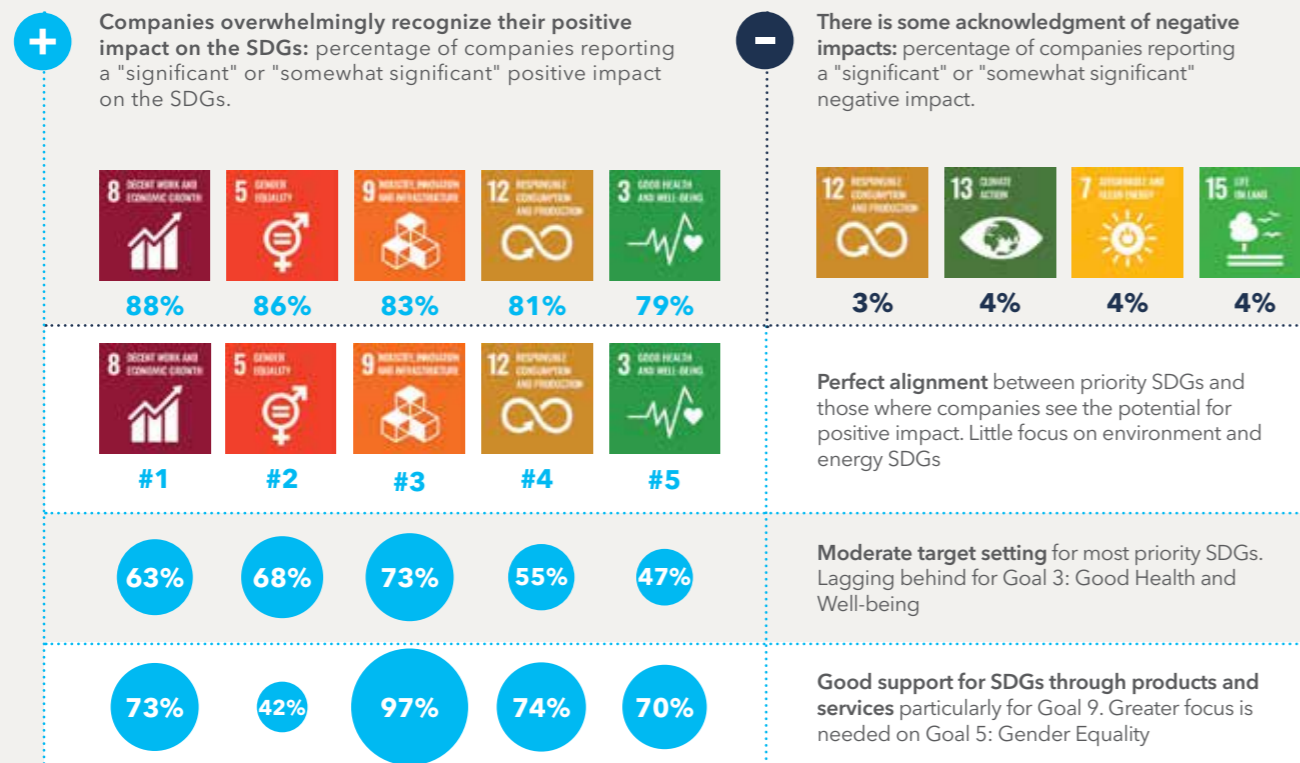 +
Companies overwhelmingly recognize their positive
impact on the SDGs: percentage of companies reporting
a "significant" or "somewhat significant" positive impact
on the SDGs.
-
There is some acknowledgment of negative
impacts: percentage of companies reporting
a "significant" or "somewhat significant"
negative impact.
8 DECENT WORK AND
ECONOMIC GROWTH
5 GENDER
EQUALITY
9 INDUSTRY, INNOVATION
AND INFRASTRUCTURE
12 RESPONSIBLE
CONSUMPTION
AND PRODUCTION
3 GOOD HEALTH
AND WELL-BEING
88% 86% 83% 81% 79%
12 RESPONSIBLE
CONSUMPTION
AND PRODUCTION
13 CLIMATE
ACTION
7
15 LIFE
ON LAND
3% 4% 4% 4%
8 DECENT WORK AND
ECONOMIC GROWTH
5 GENDER
EQUALITY
9 INDUSTRY, INNOVATION
AND INFRASTRUCTURE
12 RESPONSIBLE
CONSUMPTION
AND PRODUCTION
3 GOOD HEALTH
AND WELL-BEING
#1 #2 #3 #4 #5
Perfect alignment between priority SDGs and
those where companies see the potential for
positive impact. Little focus on environment and
energy SDGs
63% 68% 73% 55% 47%
Moderate target setting for most priority SDGs.
Lagging behind for Goal 3: Good Health and
Well-being
73% 42% 97% 74% 70%
Good support for SDGs through products and
services particularly for Goal 9. Greater focus is
needed on Goal 5: Gender Equality